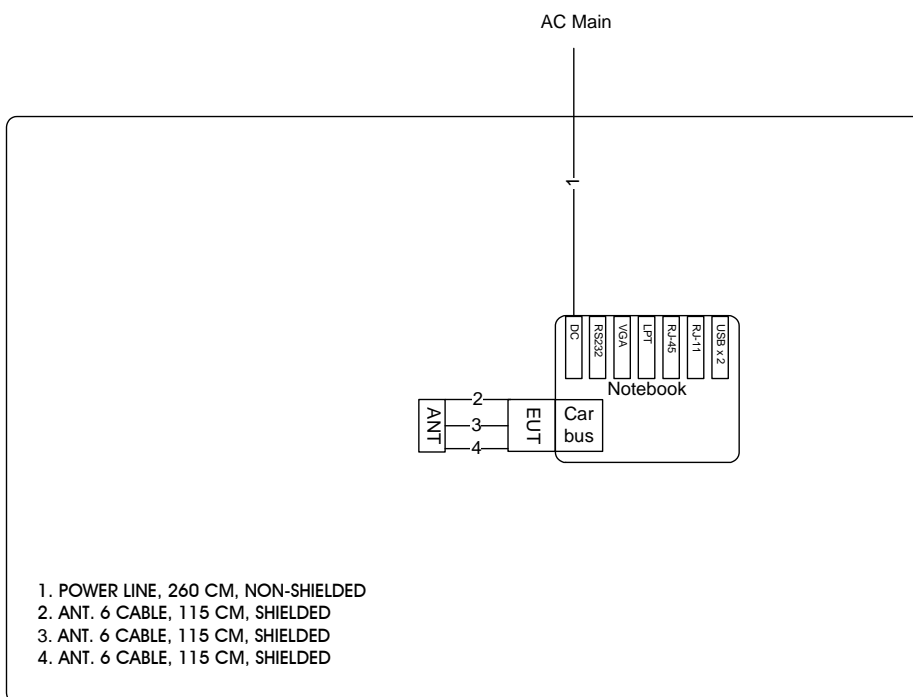 AC Main
1
DC
RS232
VGA
LPT
RJ-45
RJ-11
USB x 2
Notebook
ANT
2
3
4
EUT
Car
bus
1. POWER LINE, 260 CM, NON-SHIELDED
2. ANT. 6 CABLE, 115 CM, SHIELDED
3. ANT. 6 CABLE, 115 CM, SHIELDED
4. ANT. 6 CABLE, 115 CM, SHIELDED